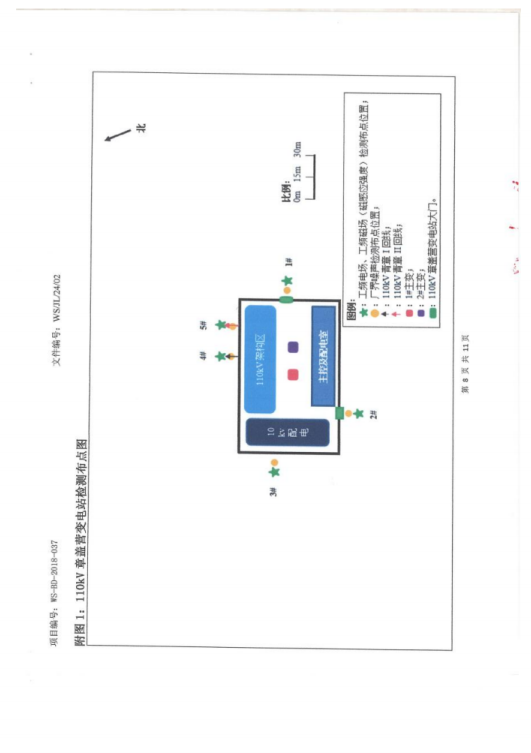 项目编号：WS-BD-2018-037
文件编号：WS/JL/24/02
附图 1：110kV 章盖营变电站检测布点图
北
比例：
0m 15m 30m
5#
4#
1#
3#
2#
110kV 架构区
10
kv
配
电
主控及配电室
图例：
：工频电场、工频磁场（磁感应强度）检测布点位置；
：厂界噪声检测布点位置；
：110kV 青章 I 回线；
：110kV 青章 II 回线；
：1#主变；
：2#主变；
：110kV 章盖营变电站大门。
第 8 页 共 11 页